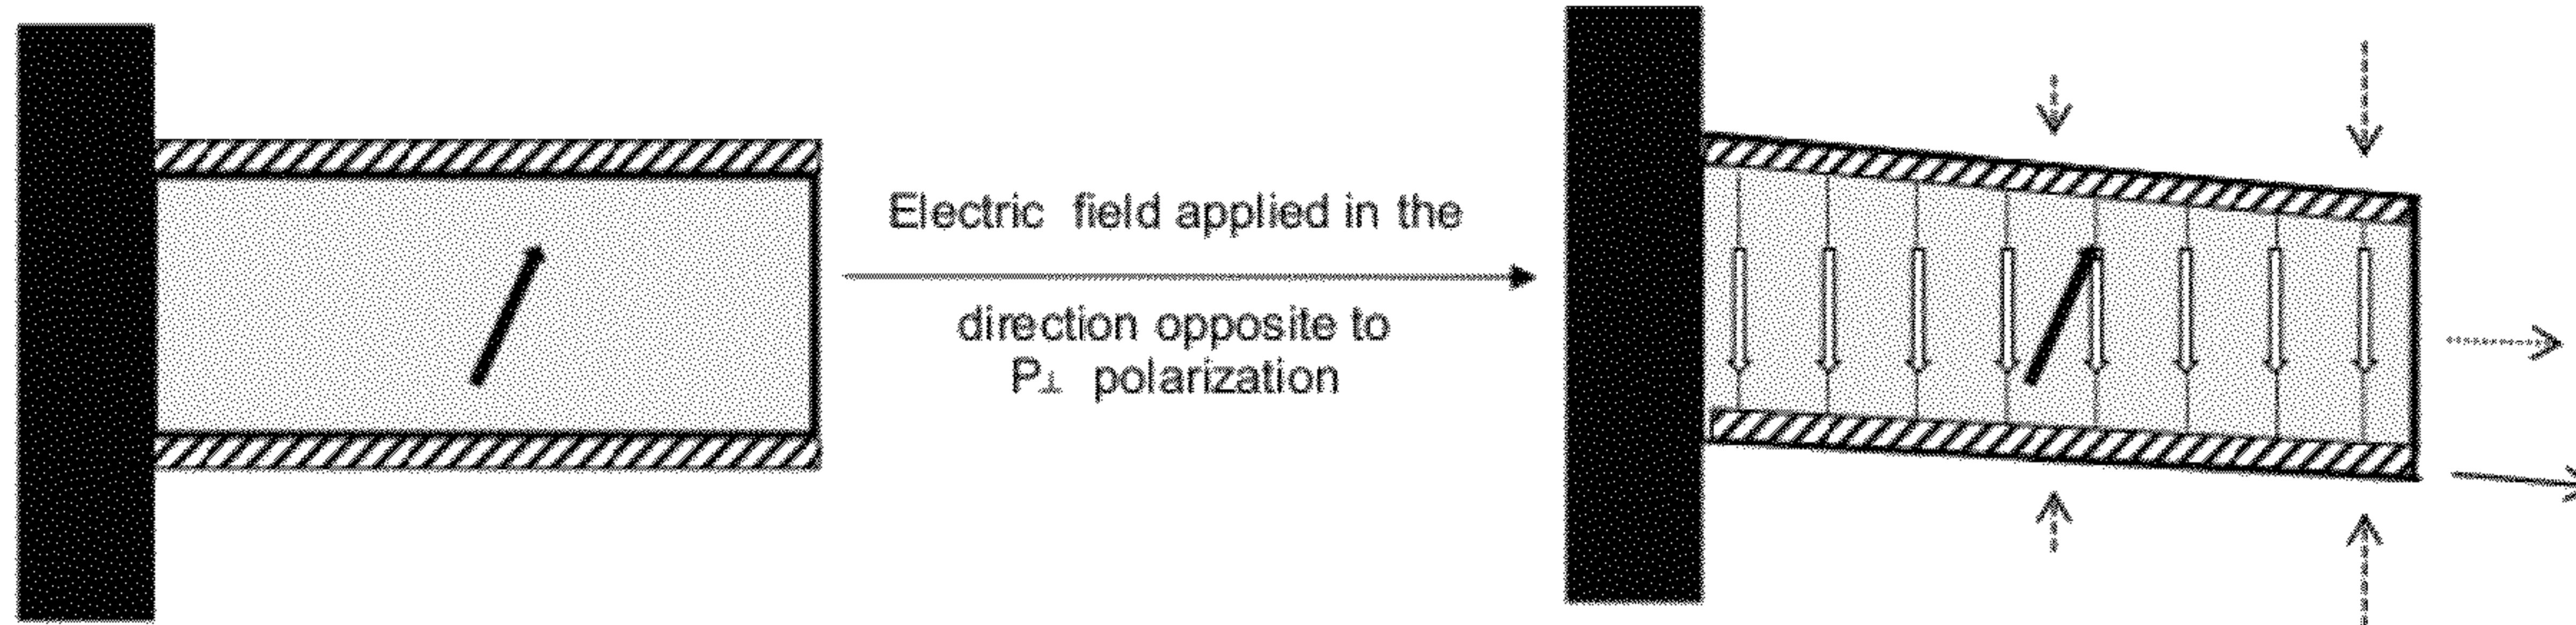 Electric field applied in the
direction opposite to
P⊥ polarization